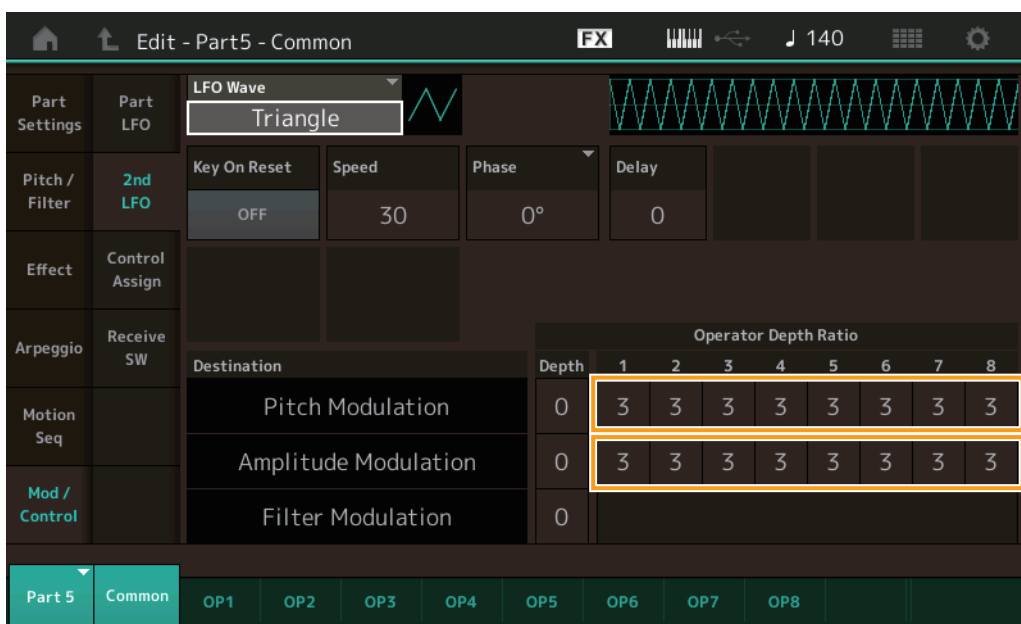 Edit - Part5 - Common FX 140
LFO Wave
Triangle
Part
Settings
Part
LFO
Key On Reset Speed Phase Delay
OFF 30 0° 0
Pitch /
Filter
2nd
LFO
Effect
Control
Assign
Arpeggio
Receive
SW
Operator Depth Ratio
Destination Depth 1 2 3 4 5 6 7 8
Pitch Modulation 0 3 3 3 3 3 3 3 3
Motion
Seq
Amplitude Modulation 0 3 3 3 3 3 3 3 3
Mod /
Control
Filter Modulation 0
Part 5 Common OP1 OP2 OP3 OP4 OP5 OP6 OP7 OP8